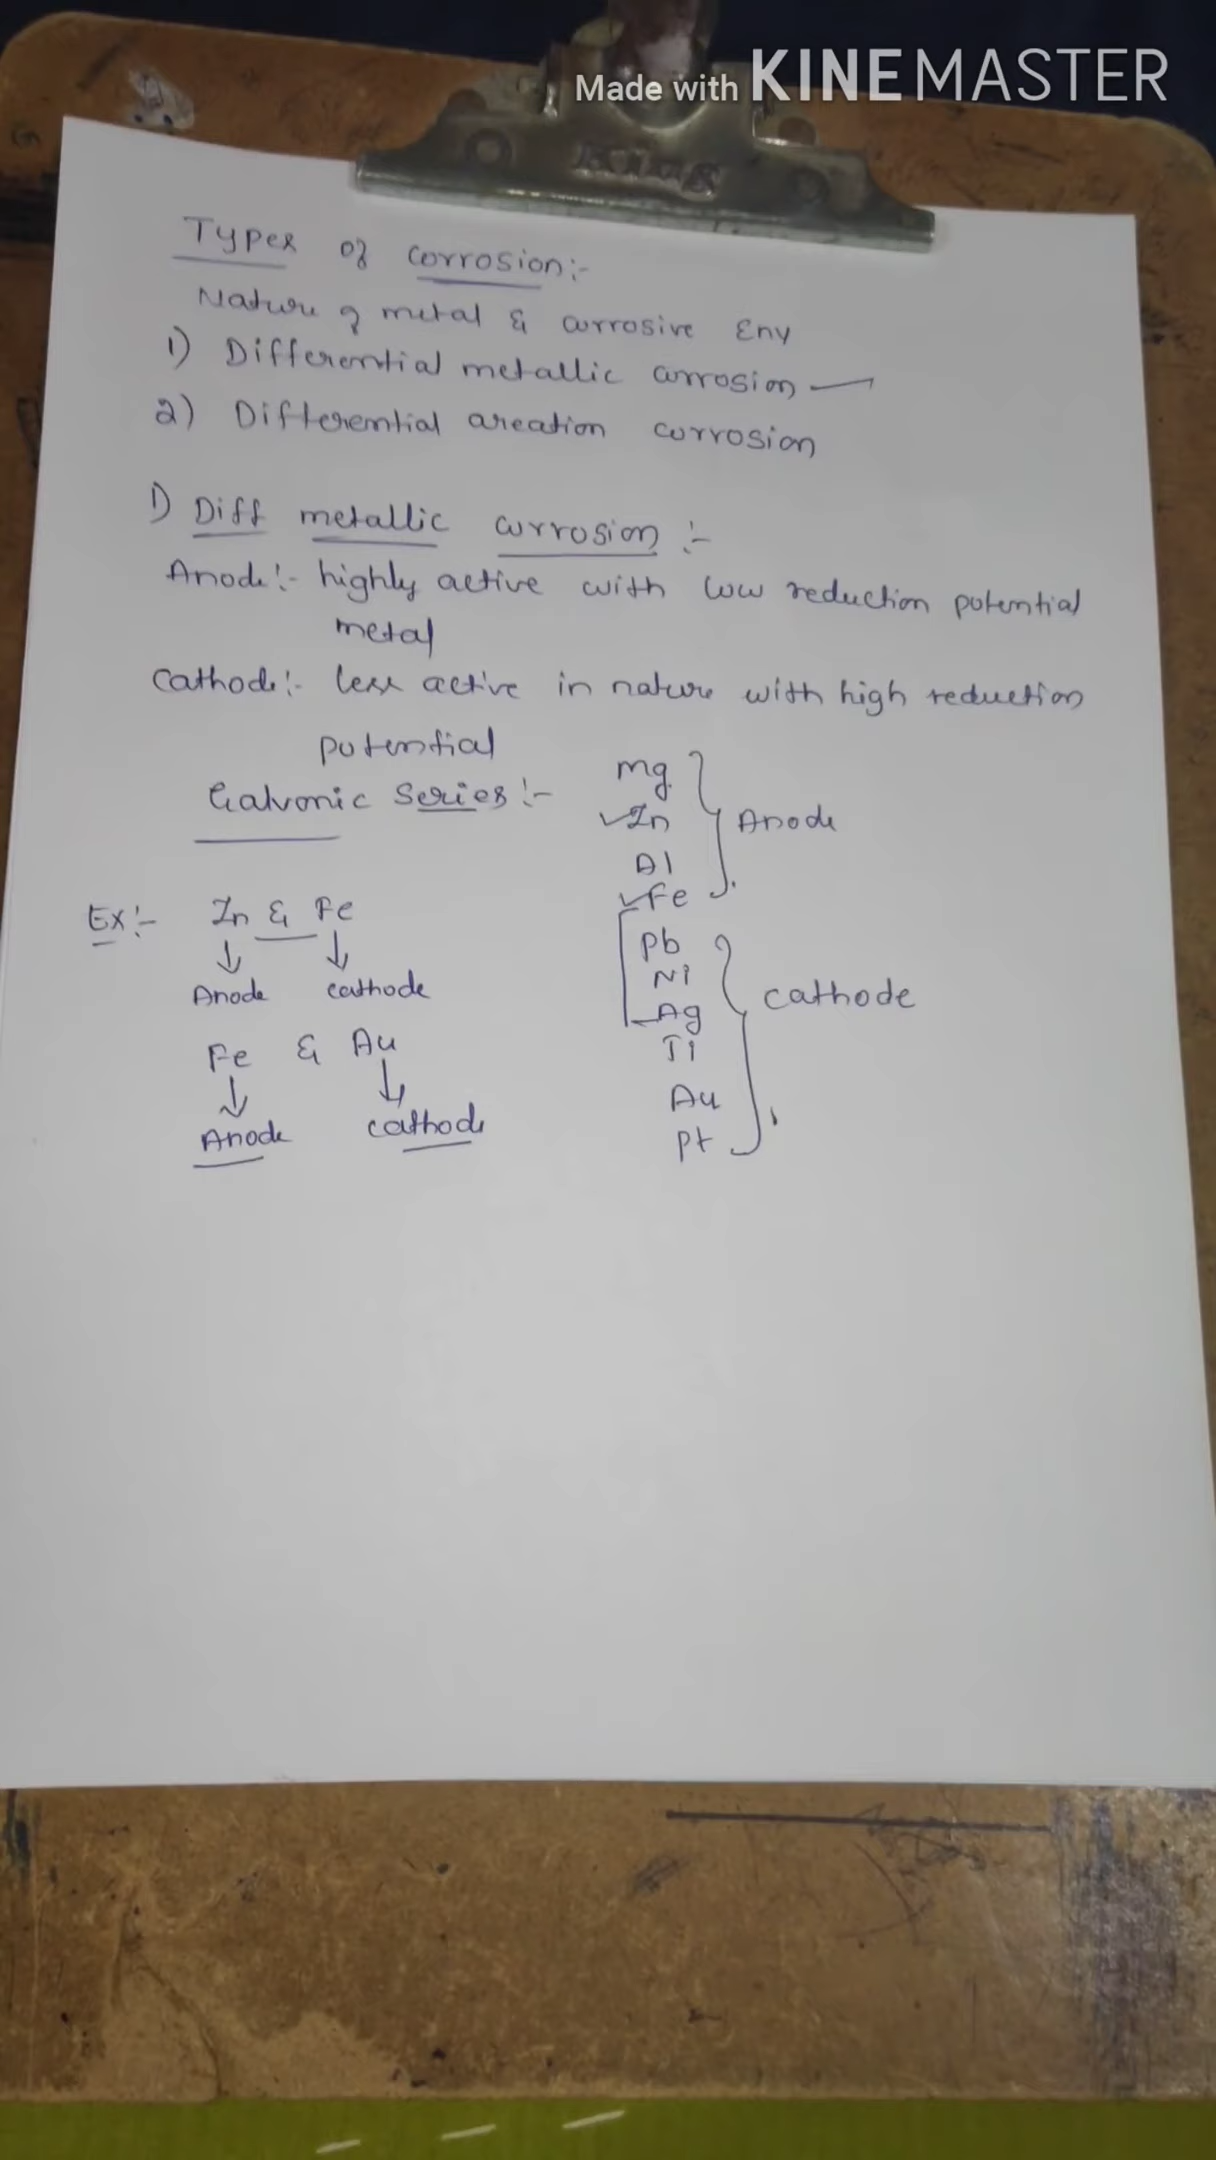 Made with KINEMASTER
KING
Types of corrosion:-
Nature of metal & corrosive Env
1) Differential metallic corrosion
2) Differential areation corrosion
1) Diff metallic corrosion :-
Anode:- highly active with low reduction potential
metal
Cathode:- less active in nature with high reduction
potential
Galvonic Series:-
Mg
Zn
Al
Fe
Anode
Pb
Ni
Ag
Ti
Au
Pt
cathode
Ex:- Zn & Fe
Anode cathode
Fe & Au
Anode cathode